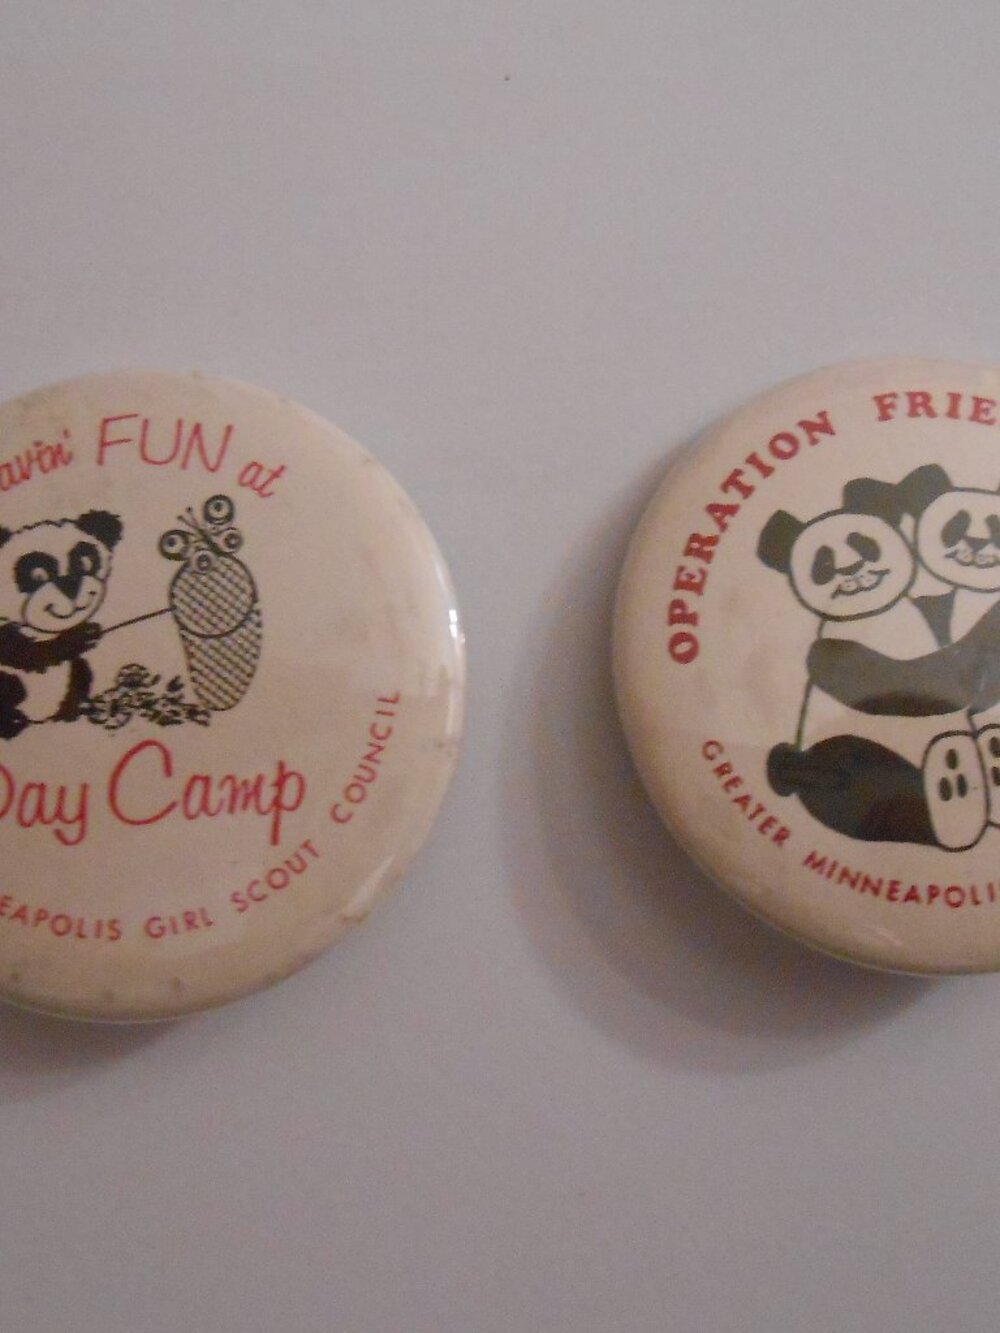 avin' FUN at
Day Camp
EAPOLIS GIRL SCOUT COUNCIL
OPERATION FRIE
GREATER MINNEAPOLI